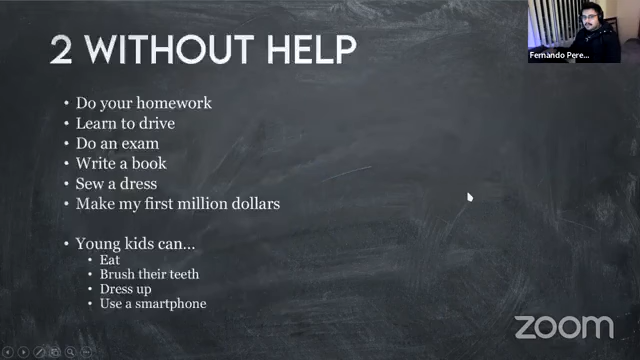 2 WITHOUT HELP
Fernando Pere...
• Do your homework
• Learn to drive
• Do an exam
• Write a book
• Sew a dress
• Make my first million dollars
• Young kids can...
• Eat
• Brush their teeth
• Dress up
• Use a smartphone
zoom